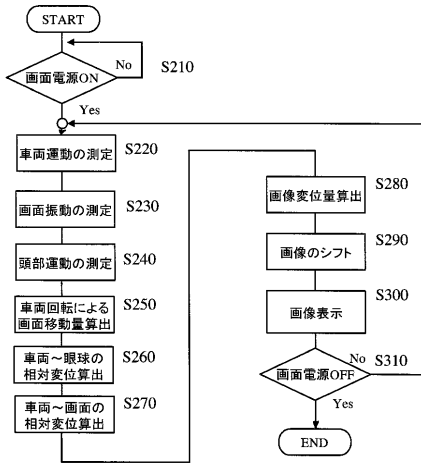 START
画面電源ON
No
S210
Yes
車両運動の測定
S220
画面振動の測定
S230
頭部運動の測定
S240
車両回転による
画面移動量算出
S250
車両～眼球の
相対変位算出
S260
車両～画面の
相対変位算出
S270
画像変位量算出
S280
画像のシフト
S290
画像表示
S300
画面電源OFF
No
S310
Yes
END